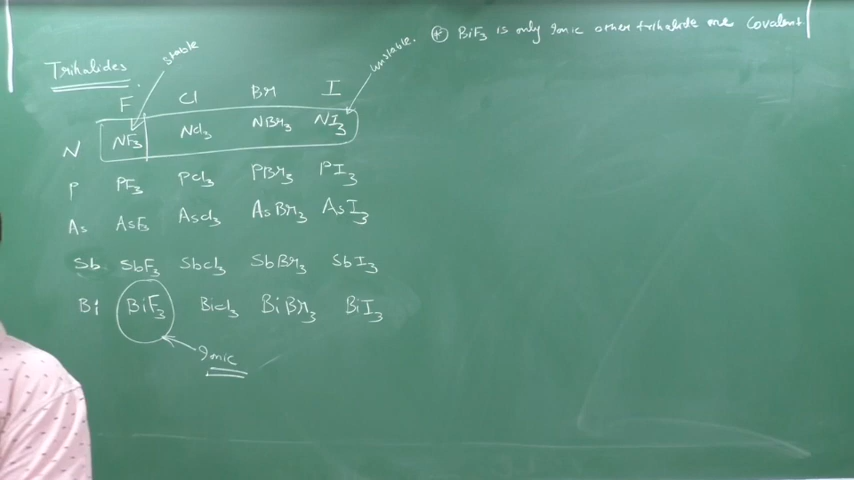 ⊕ BiF₃ is only Ionic other trihalide are Covalent
stable
unstable.
Trihalides.
F Cl Br I
N NF₃ NCl₃ NBr₃ NI₃
P PF₃ PCl₃ PBr₃ PI₃
As AsF₃ AsCl₃ AsBr₃ AsI₃
Sb SbF₃ SbCl₃ SbBr₃ SbI₃
Bi BiF₃ BiCl₃ BiBr₃ BiI₃
Ionic